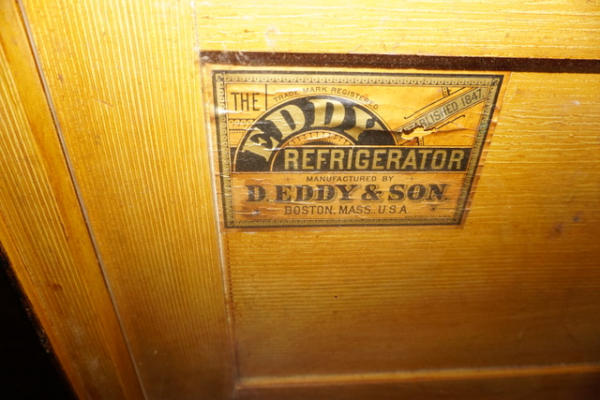 THE
TRADE MARK REGISTERED
EDDY
ESTABLISHED 1847
REFRIGERATOR
MANUFACTURED BY
D. EDDY & SON.
BOSTON, MASS. U.S.A